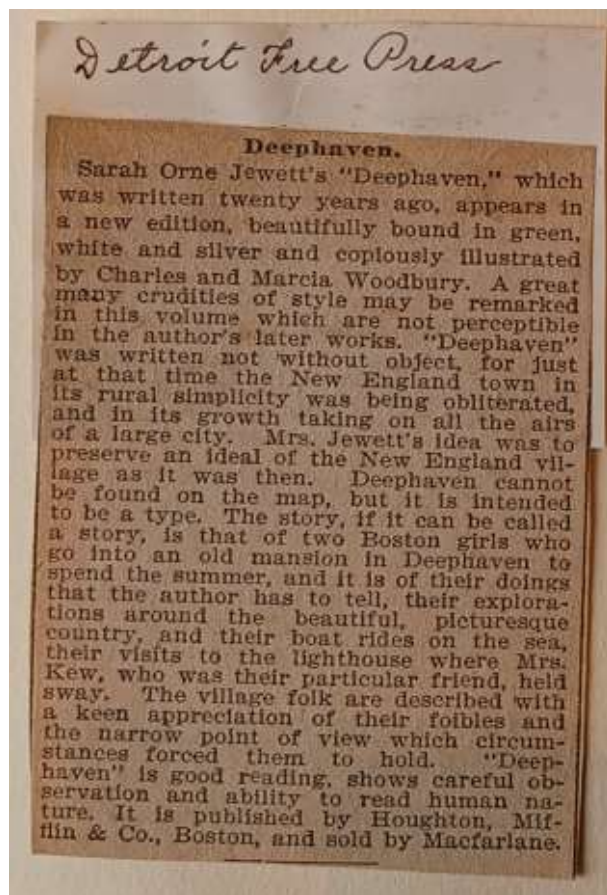 Detroit Free Press
Deephaven.
Sarah Orne Jewett's "Deephaven," which
was written twenty years ago, appears in
a new edition, beautifully bound in green,
white and silver and copiously illustrated
by Charles and Marcia Woodbury. A great
many crudities of style may be remarked
in this volume which are not perceptible
in the author's later works. "Deephaven"
was written not without object, for just
at that time the New England town in
its rural simplicity was being obliterated,
and in its growth taking on all the airs
of a large city. Mrs. Jewett's idea was to
preserve an ideal of the New England vil-
lage as it was then. Deephaven cannot
be found on the map, but it is intended
to be a type. The story, if it can be called
a story, is that of two Boston girls who
go into an old mansion in Deephaven to
spend the summer, and it is of their doings
that the author has to tell, their explora-
tions around the beautiful, picturesque
country, and their boat rides on the sea,
their visits to the lighthouse where Mrs.
Kew, who was their particular friend, held
sway. The village folk are described with
a keen appreciation of their foibles and
the narrow point of view which circum-
stances forced them to hold. "Deep-
haven" is good reading, shows careful ob-
servation and ability to read human na-
ture. It is published by Houghton, Mif-
flin & Co., Boston, and sold by Macfarlane.